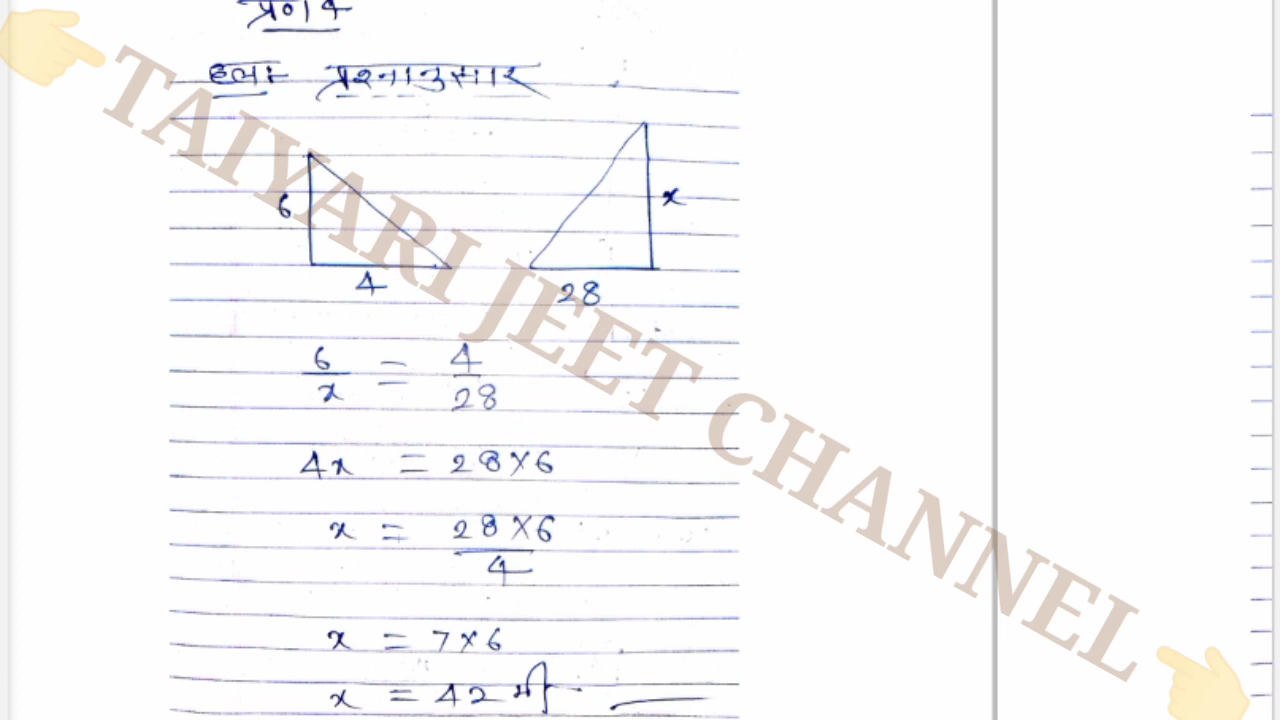 हलः- प्रश्नानुसार
6
x
4
28
6/x = 4/28
4x = 28×6
x = 28×6/4
x = 7×6
x = 42 मी०
TAIYARI JEET CHANNEL